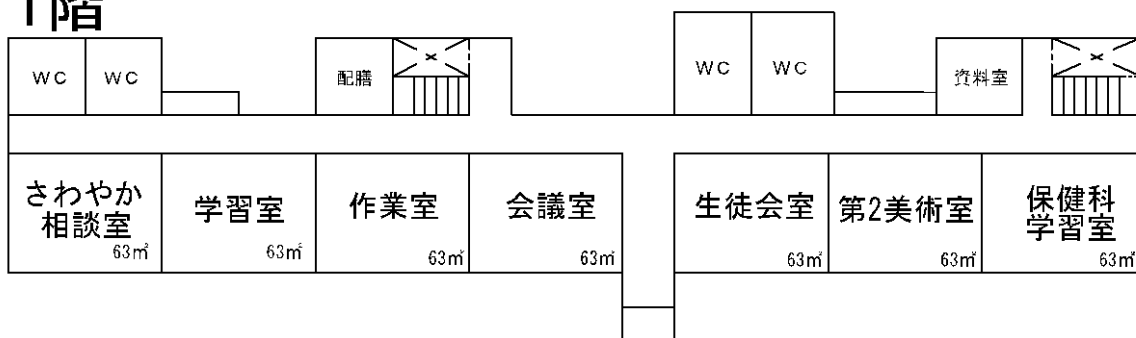 1階
WC
WC
配膳
WC
WC
資料室
さわやか
相談室
63㎡
学習室
63㎡
作業室
63㎡
会議室
63㎡
生徒会室
63㎡
第2美術室
63㎡
保健科
学習室
63㎡